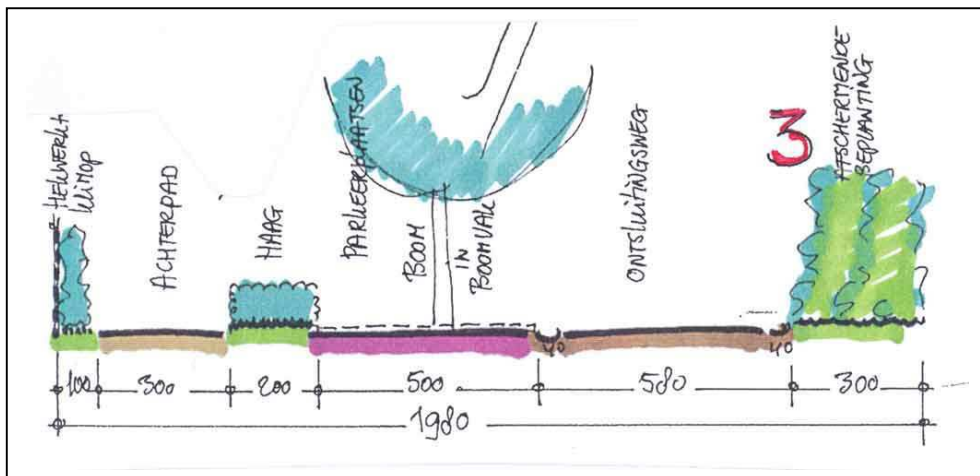 HEKWERK+
KLIMOP
ACHTERPAD
HAAG
PARKEERPLAATSEN
BOOM
IN
BOOMVAK
ONTSLUITINGSWEG
3
AFSCHERMENDE
BEPLANTING
40
40
100
300
200
500
580
300
1980